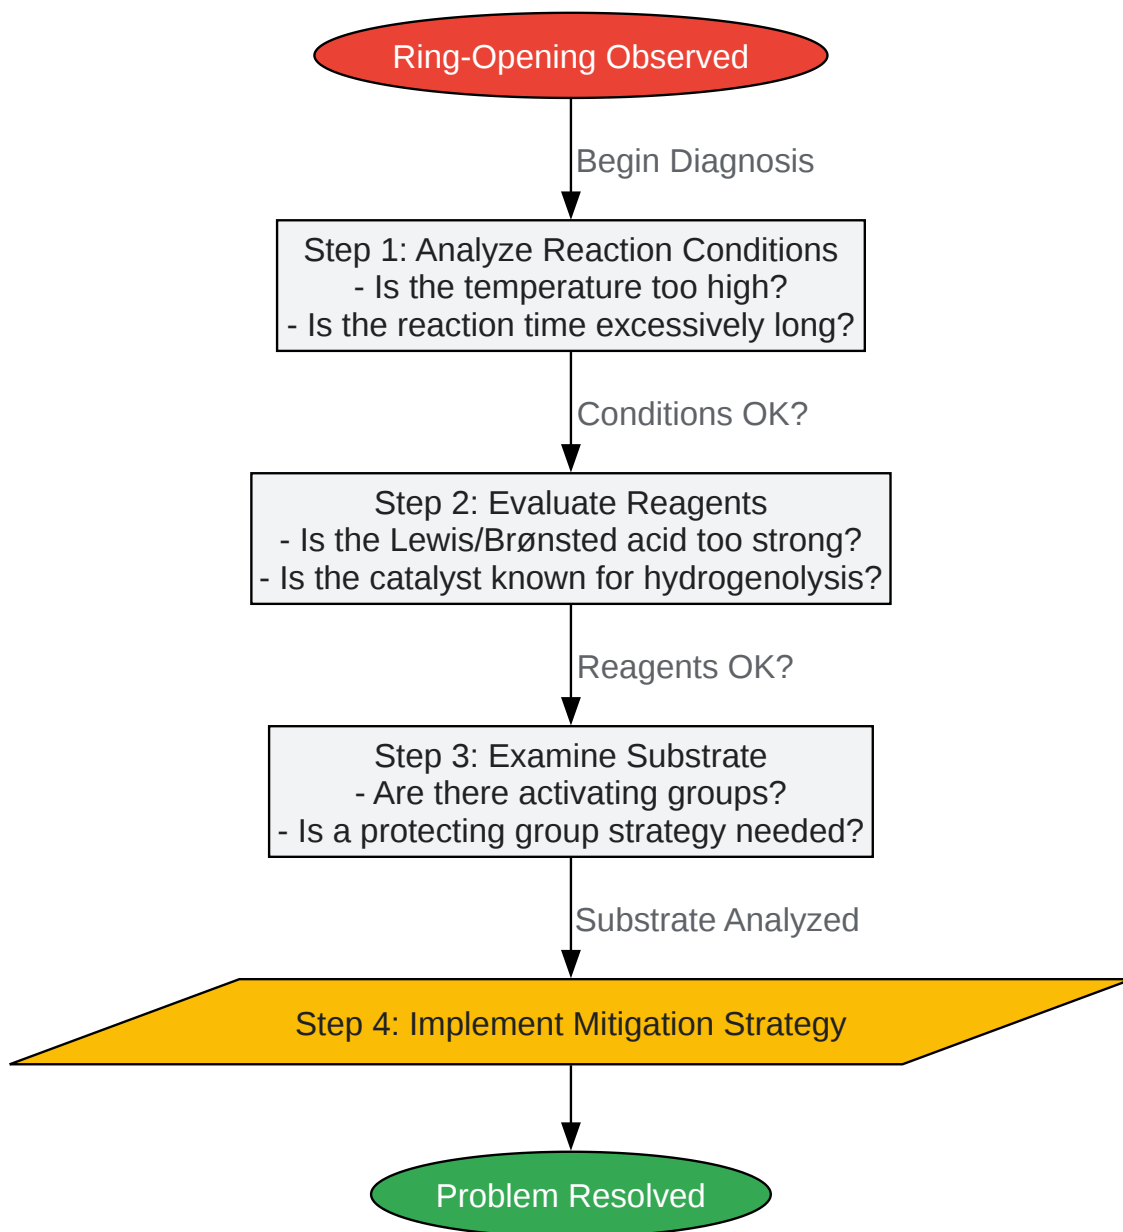 Ring-Opening Observed
Begin Diagnosis
Step 1: Analyze Reaction Conditions
- Is the temperature too high?
- Is the reaction time excessively long?
Conditions OK?
Step 2: Evaluate Reagents
- Is the Lewis/Brønsted acid too strong?
- Is the catalyst known for hydrogenolysis?
Reagents OK?
Step 3: Examine Substrate
- Are there activating groups?
- Is a protecting group strategy needed?
Substrate Analyzed
Step 4: Implement Mitigation Strategy
Problem Resolved